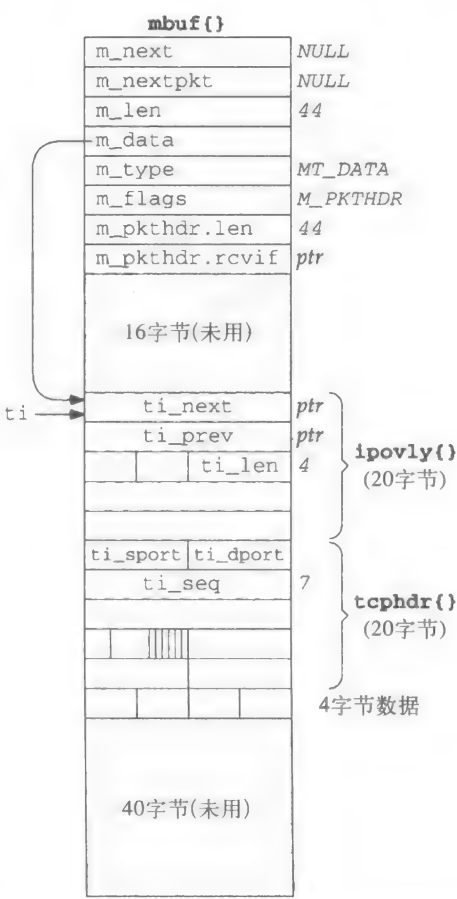 mbuf{}
m_next NULL
m_nextpkt NULL
m_len 44
m_data
m_type MT_DATA
m_flags M_PKTHDR
m_pkthdr.len 44
m_pkthdr.rcvif ptr
16字节(未用)
ti
ti_next ptr
ti_prev ptr
ti_len 4
ipovly{}
(20字节)
ti_sport ti_dport
ti_seq 7
tcphdr{}
(20字节)
4字节数据
40字节(未用)